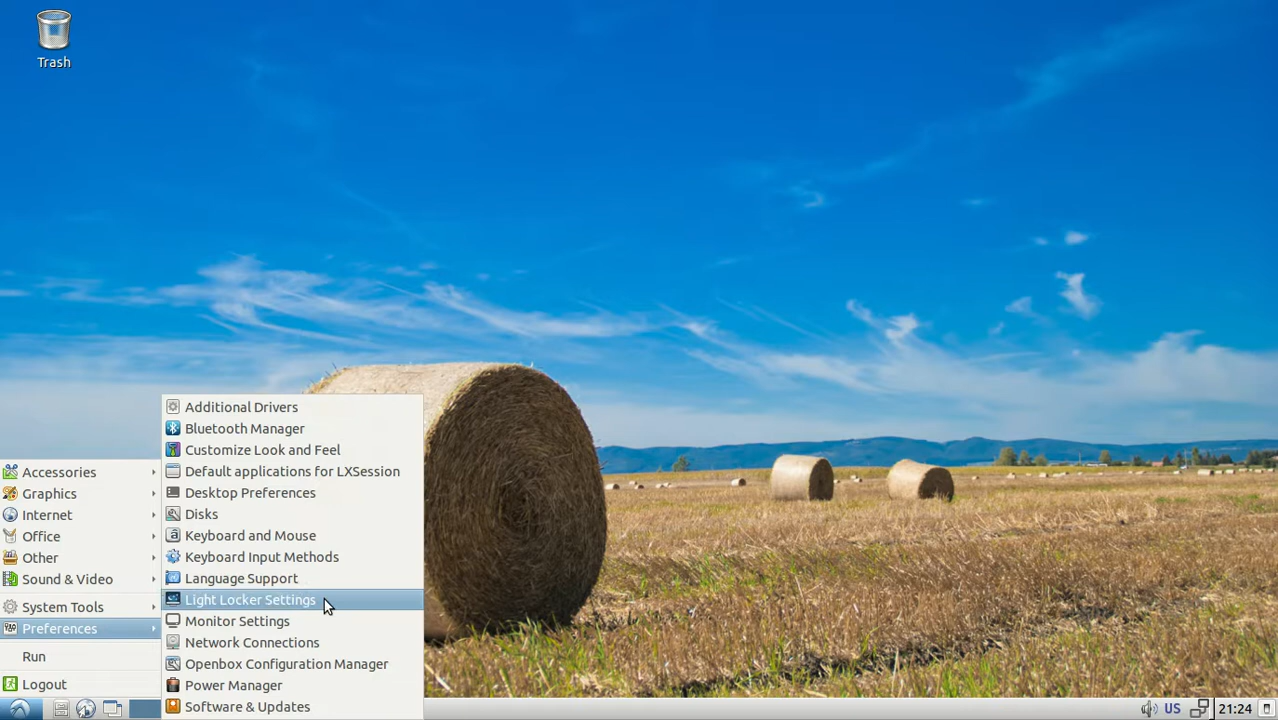 Trash
Additional Drivers
Bluetooth Manager
Customize Look and Feel
Default applications for LXSession
Desktop Preferences
Disks
Keyboard and Mouse
Keyboard Input Methods
Language Support
Light Locker Settings
Monitor Settings
Network Connections
Openbox Configuration Manager
Power Manager
Software & Updates
Accessories
Graphics
Internet
Office
Other
Sound & Video
System Tools
Preferences
Run
Logout
US
21:24